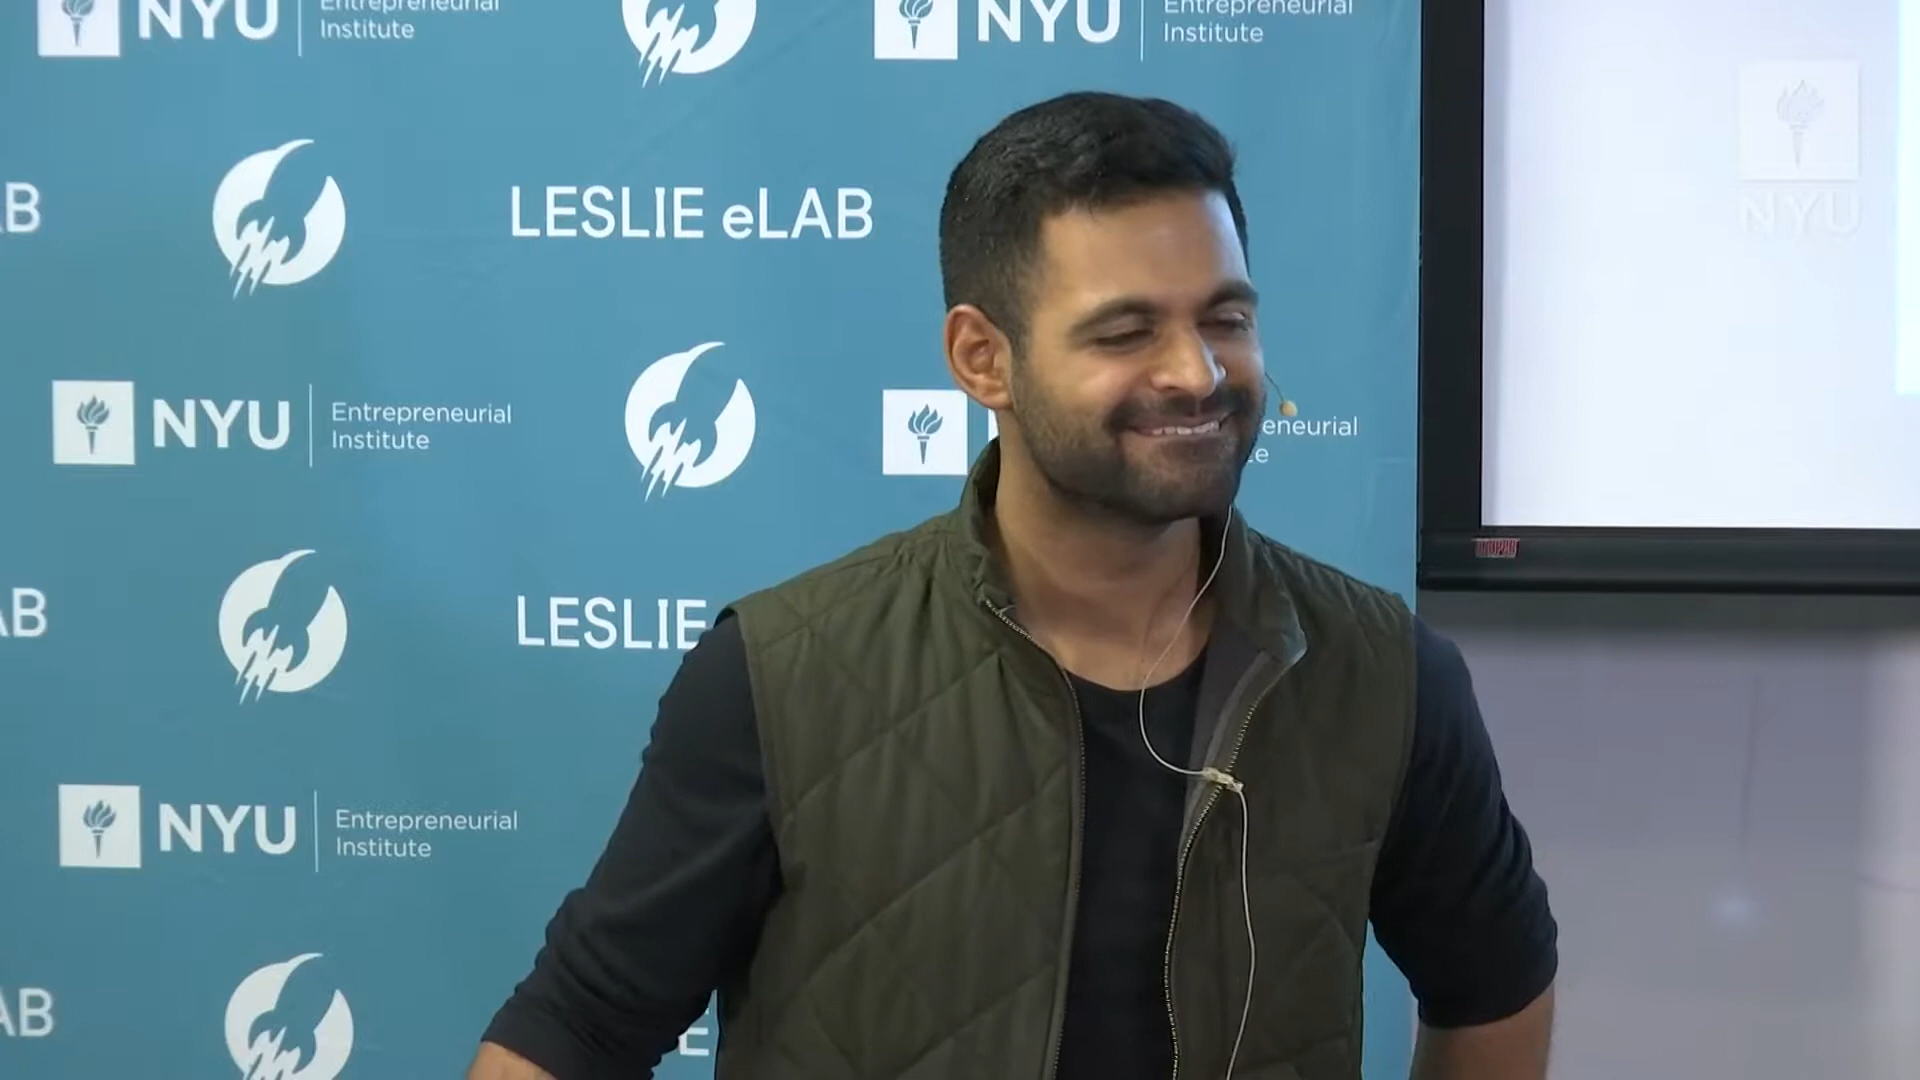 NYU
Entrepreneurial
Institute
NYU
Entrepreneurial
Institute
NYU
AB
LESLIE eLAB
NYU
Entrepreneurial
Institute
eneurial
AB
LESLIE
NYU
Entrepreneurial
Institute
AB
E